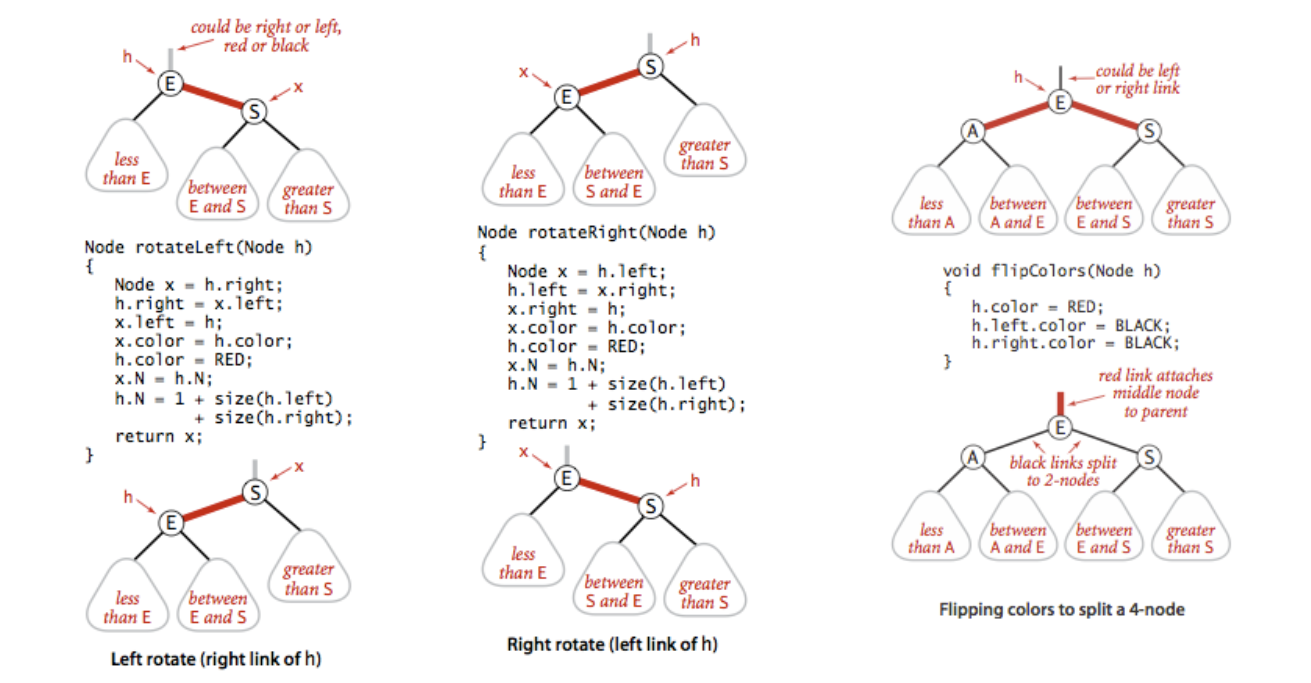 could be right or left,
red or black
h
E
x
S
less
than E
between
E and S
greater
than S
Node rotateLeft(Node h)
{
Node x = h.right;
h.right = x.left;
x.left = h;
x.color = h.color;
h.color = RED;
x.N = h.N;
h.N = 1 + size(h.left)
+ size(h.right);
return x;
}
x
S
h
E
greater
than S
less
than E
between
E and S
Left rotate (right link of h)
h
S
x
E
greater
than S
less
than E
between
S and E
Node rotateRight(Node h)
{
Node x = h.left;
h.left = x.right;
x.right = h;
x.color = h.color;
h.color = RED;
x.N = h.N;
h.N = 1 + size(h.left)
+ size(h.right);
return x;
}
x
E
h
S
less
than E
between
S and E
greater
than S
Right rotate (left link of h)
could be left
or right link
h
E
A
S
less
than A
between
A and E
between
E and S
greater
than S
void flipColors(Node h)
{
h.color = RED;
h.left.color = BLACK;
h.right.color = BLACK;
}
red link attaches
middle node
to parent
E
A
S
black links split
to 2-nodes
less
than A
between
A and E
between
E and S
greater
than S
Flipping colors to split a 4-node